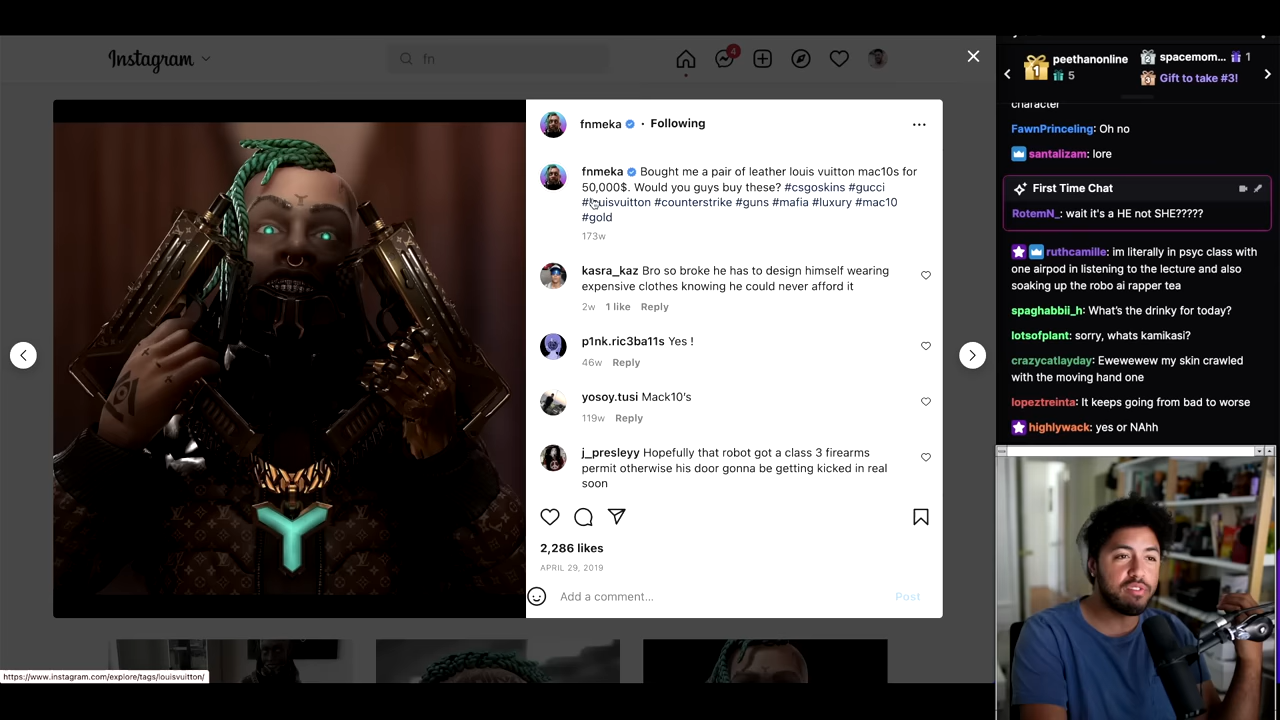 Instagram
fn
4
fnmeka • Following
fnmeka Bought me a pair of leather louis vuitton mac10s for
50,000$. Would you guys buy these? #csgoskins #gucci
#louisvuitton #counterstrike #guns #mafia #luxury #mac10
#gold
173w
kasra_kaz Bro so broke he has to design himself wearing
expensive clothes knowing he could never afford it
2w 1 like Reply
p1nk.ric3ba11s Yes !
46w Reply
yosoy.tusi Mack10's
119w Reply
j_presleyy Hopefully that robot got a class 3 firearms
permit otherwise his door gonna be getting kicked in real
soon
2,286 likes
APRIL 29, 2019
Add a comment...
Post
https://www.instagram.com/explore/tags/louisvuitton/
1
peethanonline
5
spacemom... 1
Gift to take #3!
character
FawnPrinceling: Oh no
santalizam: lore
First Time Chat
RotemN_: wait it's a HE not SHE?????
ruthcamille: im literally in psyc class with
one airpod in listening to the lecture and also
soaking up the robo ai rapper tea
spaghabbii_h: What's the drinky for today?
lotsofplant: sorry, whats kamikasi?
crazycatlayday: Ewewewew my skin crawled
with the moving hand one
lopeztreinta: It keeps going from bad to worse
highlywack: yes or NAhh